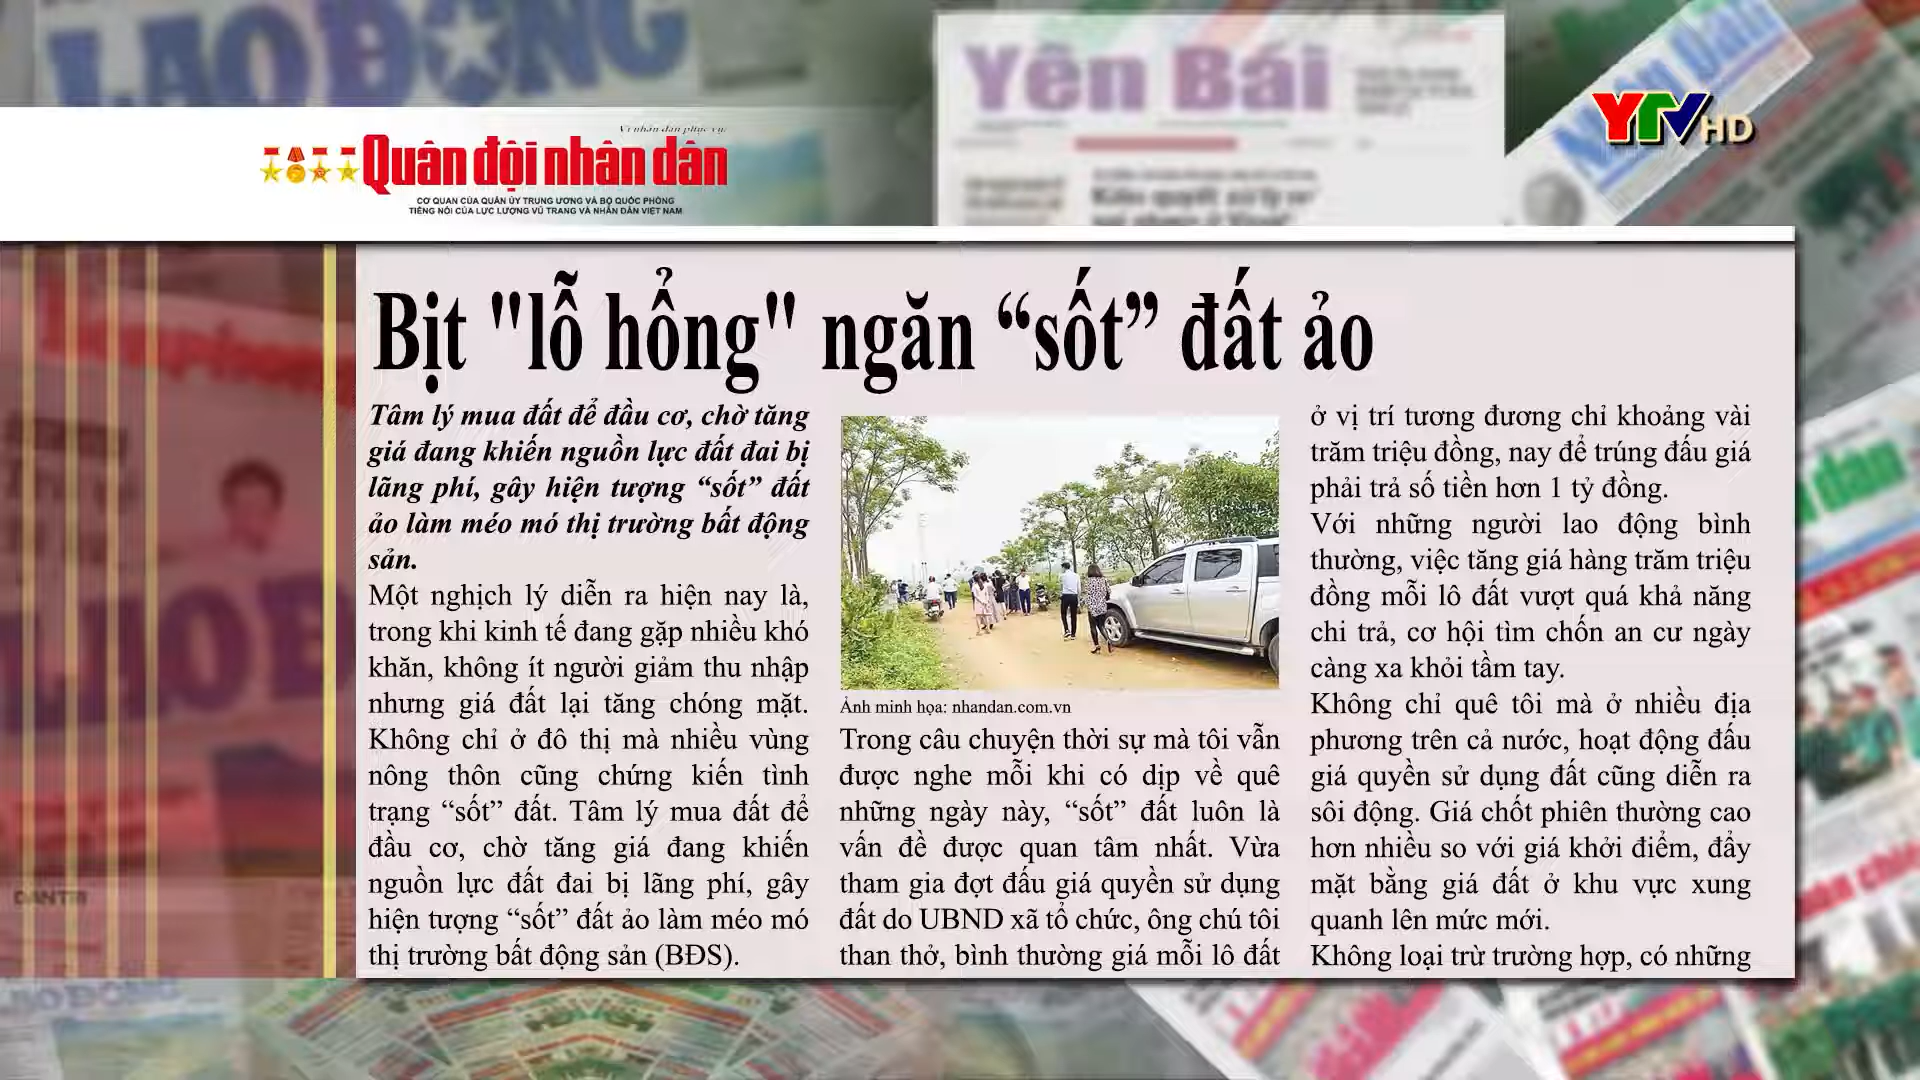 LAO ĐỘNG
Yên Bái
Nhân Dân
YTV HD
Vì nhân dân phục vụ
Quân đội nhân dân
CƠ QUAN CỦA QUÂN ỦY TRUNG ƯƠNG VÀ BỘ QUỐC PHÒNG
TIẾNG NÓI CỦA LỰC LƯỢNG VŨ TRANG VÀ NHÂN DÂN VIỆT NAM
Bịt "lỗ hổng" ngăn “sốt” đất ảo
Tâm lý mua đất để đầu cơ, chờ tăng
giá đang khiến nguồn lực đất đai bị
lãng phí, gây hiện tượng “sốt” đất
ảo làm méo mó thị trường bất động
sản.
Một nghịch lý diễn ra hiện nay là,
trong khi kinh tế đang gặp nhiều khó
khăn, không ít người giảm thu nhập
nhưng giá đất lại tăng chóng mặt.
Không chỉ ở đô thị mà nhiều vùng
nông thôn cũng chứng kiến tình
trạng “sốt” đất. Tâm lý mua đất để
đầu cơ, chờ tăng giá đang khiến
nguồn lực đất đai bị lãng phí, gây
hiện tượng “sốt” đất ảo làm méo mó
thị trường bất động sản (BĐS).
Ảnh minh họa: nhandan.com.vn
Trong câu chuyện thời sự mà tôi vẫn
được nghe mỗi khi có dịp về quê
những ngày này, “sốt” đất luôn là
vấn đề được quan tâm nhất. Vừa
tham gia đợt đấu giá quyền sử dụng
đất do UBND xã tổ chức, ông chú tôi
than thở, bình thường giá mỗi lô đất
ở vị trí tương đương chỉ khoảng vài
trăm triệu đồng, nay để trúng đấu giá
phải trả số tiền hơn 1 tỷ đồng.
Với những người lao động bình
thường, việc tăng giá hàng trăm triệu
đồng mỗi lô đất vượt quá khả năng
chi trả, cơ hội tìm chốn an cư ngày
càng xa khỏi tầm tay.
Không chỉ quê tôi mà ở nhiều địa
phương trên cả nước, hoạt động đấu
giá quyền sử dụng đất cũng diễn ra
sôi động. Giá chốt phiên thường cao
hơn nhiều so với giá khởi điểm, đẩy
mặt bằng giá đất ở khu vực xung
quanh lên mức mới.
Không loại trừ trường hợp, có những